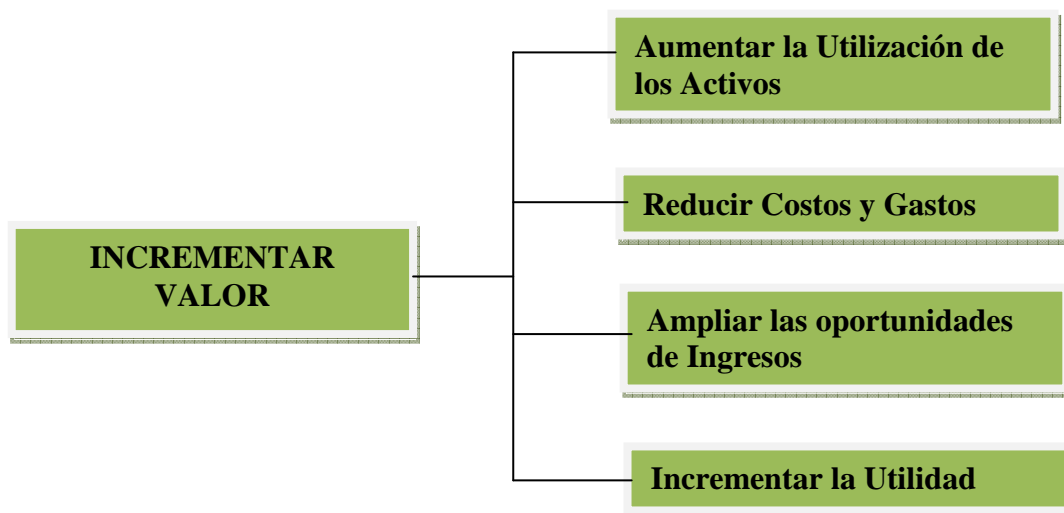 Aumentar la Utilización de
los Activos
Reducir Costos y Gastos
INCREMENTAR
VALOR
Ampliar las oportunidades
de Ingresos
Incrementar la Utilidad